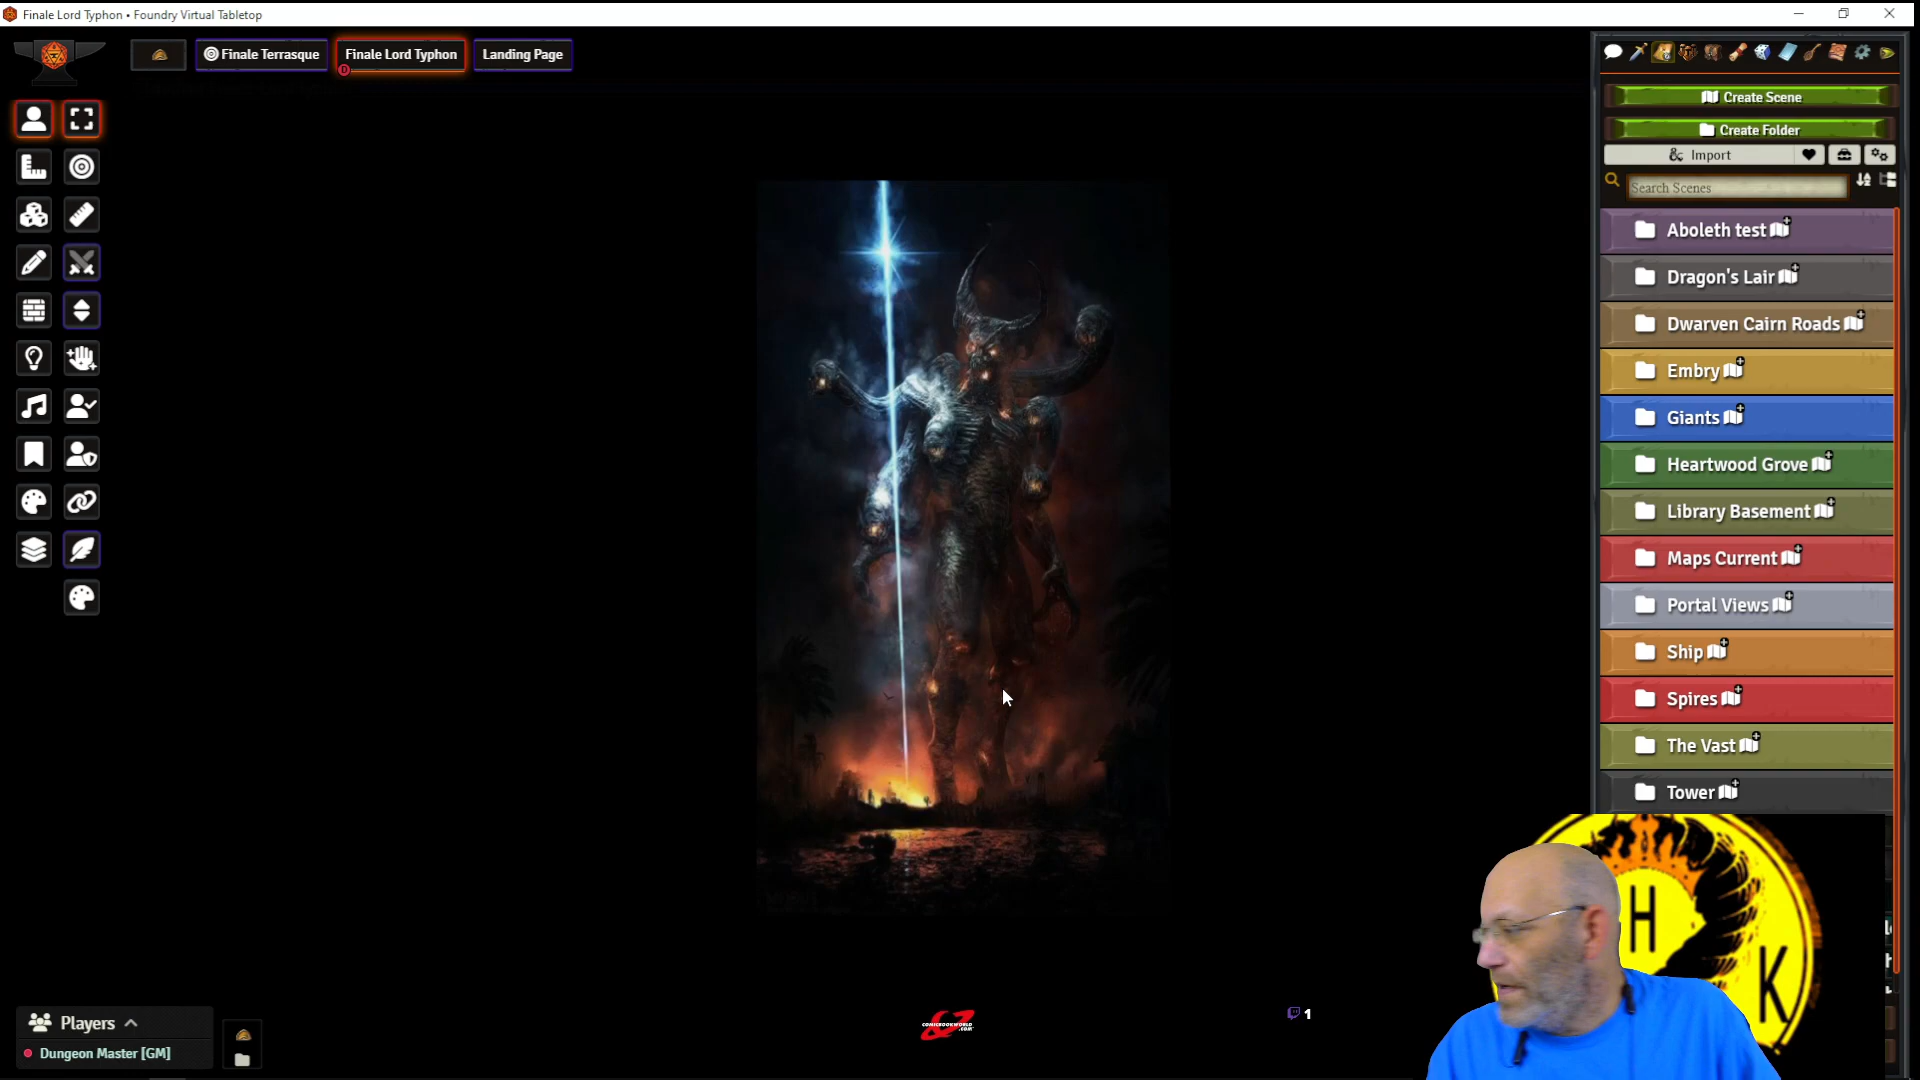 Finale Lord Typhon • Foundry Virtual Tabletop
Finale Terrasque
Finale Lord Typhon
Landing Page
D
Create Scene
Create Folder
Import
Search Scenes
Aboleth test
Dragon's Lair
Dwarven Cairn Roads
Embry
Giants
Heartwood Grove
Library Basement
Maps Current
Portal Views
Ship
Spires
The Vast
Tower
H
K
Players
Dungeon Master [GM]
COMICBOOKWORLD
.COM
1